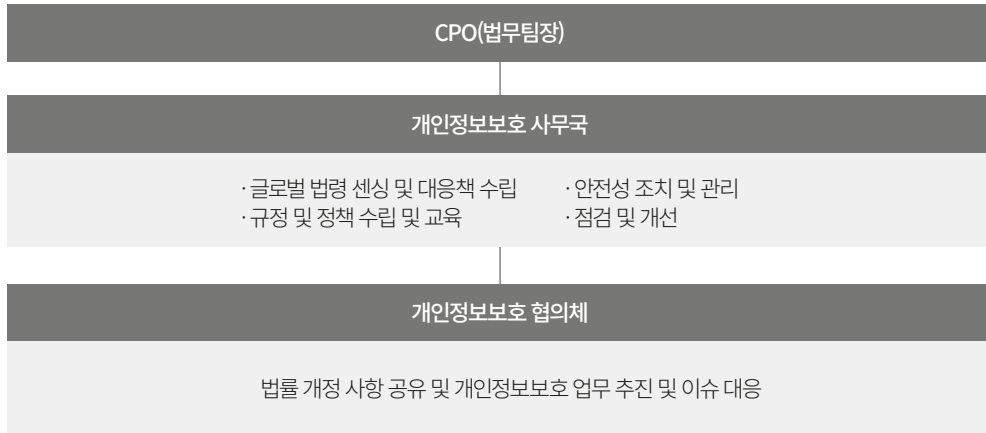 CPO(법무팀장)
개인정보보호 사무국
·글로벌 법령 센싱 및 대응책 수립
·규정 및 정책 수립 및 교육
·안전성 조치 및 관리
·점검 및 개선
개인정보보호 협의체
법률 개정 사항 공유 및 개인정보보호 업무 추진 및 이슈 대응